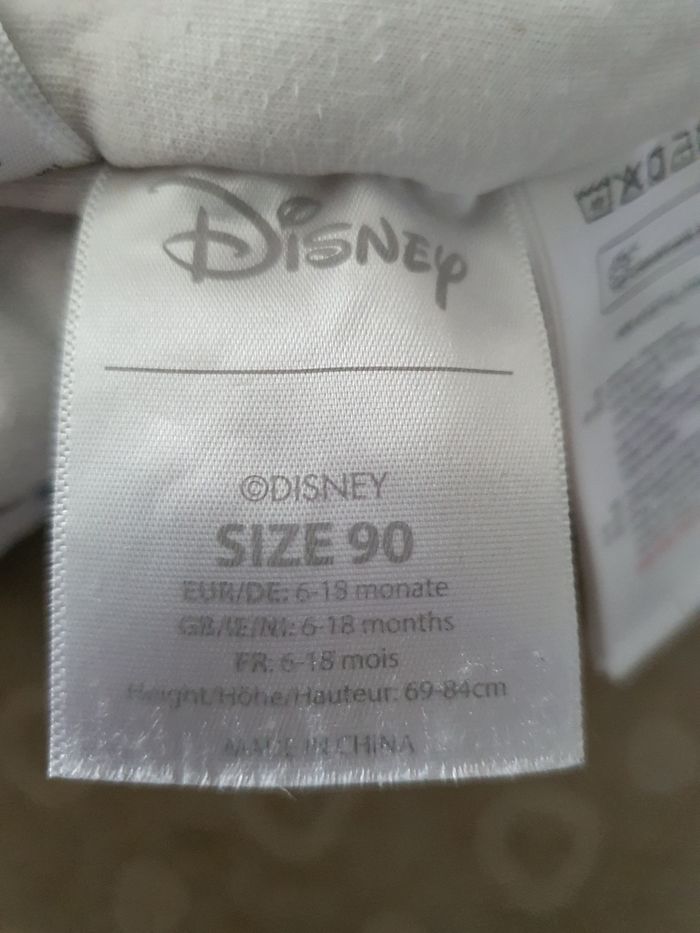 Disney
©DISNEY
SIZE 90
EUR/DE: 6-18 monate
GB/IE/NI: 6-18 months
FR: 6-18 mois
Height/Höhe/Hauteur: 69-84cm
MADE IN CHINA